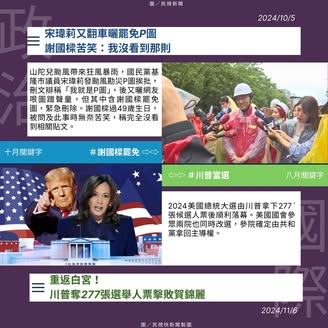 圖／民視新聞
政治
2024/10/5
宋瑋莉又翻車曬罷免P圖
謝國樑苦笑：我沒看到那則
山陀兒颱風帶來狂風暴雨，國民黨基
隆市議員宋瑋莉發颱風勘災P圖挨批，
刪文辯稱「我就是P圖」，後又曬網友
哏圖蹭聲量，但其中含謝國樑罷免
圖，緊急刪除。謝國樑過49歲生日，
被問及此事時無奈苦笑，稱完全沒看
到相關貼文。
十月關鍵字
#謝國樑罷免
#川普當選
八月關鍵字
2024美國總統大選由川普拿下277
張候選人票後順利落幕。美國國會參
眾兩院也同時改選，參院確定由共和
黨拿回主導權。
國際
重返白宮！
川普奪277張選舉人票擊敗賀錦麗
2024/11/6
圖／民視快新聞製圖